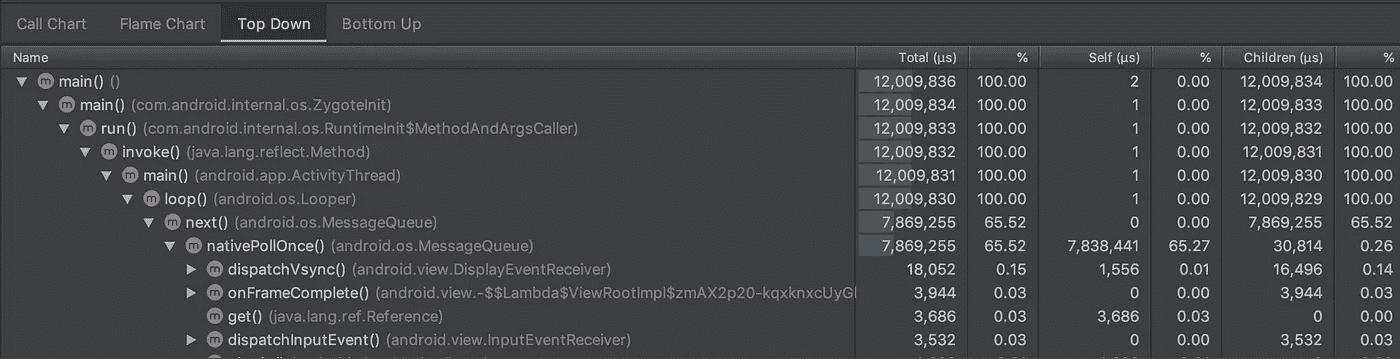 Call Chart Flame Chart Top Down Bottom Up
Name Total (μs) % Self (μs) % Children (μs) %
m main() () 12,009,836 100.00 2 0.00 12,009,834 100.00
m main() (com.android.internal.os.ZygoteInit) 12,009,834 100.00 1 0.00 12,009,833 100.00
m run() (com.android.internal.os.RuntimeInit$MethodAndArgsCaller) 12,009,833 100.00 1 0.00 12,009,832 100.00
m invoke() (java.lang.reflect.Method) 12,009,832 100.00 1 0.00 12,009,831 100.00
m main() (android.app.ActivityThread) 12,009,831 100.00 1 0.00 12,009,830 100.00
m loop() (android.os.Looper) 12,009,830 100.00 1 0.00 12,009,829 100.00
m next() (android.os.MessageQueue) 7,869,255 65.52 0 0.00 7,869,255 65.52
m nativePollOnce() (android.os.MessageQueue) 7,869,255 65.52 7,838,441 65.27 30,814 0.26
m dispatchVsync() (android.view.DisplayEventReceiver) 18,052 0.15 1,556 0.01 16,496 0.14
m onFrameComplete() (android.view.-$$Lambda$ViewRootImpl$zmAX2p20-kqxknxcUyGl 3,944 0.03 0 0.00 3,944 0.03
m get() (java.lang.ref.Reference) 3,686 0.03 3,686 0.03 0 0.00
m dispatchInputEvent() (android.view.InputEventReceiver) 3,532 0.03 0 0.00 3,532 0.03